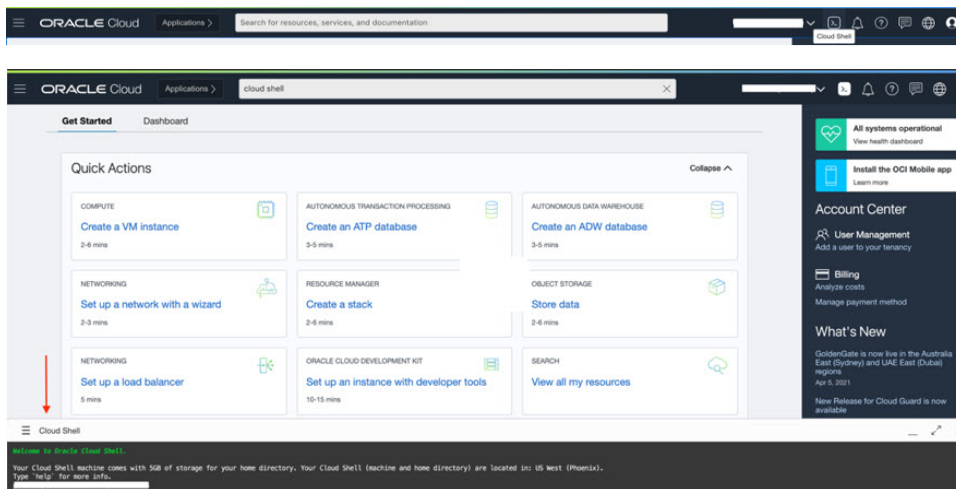 ORACLE Cloud Applications > Search for resources, services, and documentation
Cloud Shell
ORACLE Cloud Applications > cloud shell
Get Started Dashboard
Quick Actions Collapse
COMPUTE
Create a VM instance
2-6 mins
AUTONOMOUS TRANSACTION PROCESSING
Create an ATP database
3-5 mins
AUTONOMOUS DATA WAREHOUSE
Create an ADW database
3-5 mins
NETWORKING
Set up a network with a wizard
2-3 mins
RESOURCE MANAGER
Create a stack
2-6 mins
OBJECT STORAGE
Store data
2-6 mins
NETWORKING
Set up a load balancer
5 mins
ORACLE CLOUD DEVELOPMENT KIT
Set up an instance with developer tools
10-15 mins
SEARCH
View all my resources
All systems operational
View health dashboard
Install the OCI Mobile app
Learn more
Account Center
User Management
Add a user to your tenancy
Billing
Analyze costs
Manage payment method
What's New
GoldenGate is now live in the Australia
East (Sydney) and UAE East (Dubai)
regions
Apr 5, 2021
New Release for Cloud Guard is now
available
Cloud Shell
Welcome to Oracle Cloud Shell.
Your Cloud Shell machine comes with 5GB of storage for your home directory. Your Cloud Shell (machine and home directory) are located in: US West (Phoenix).
Type `help` for more info.